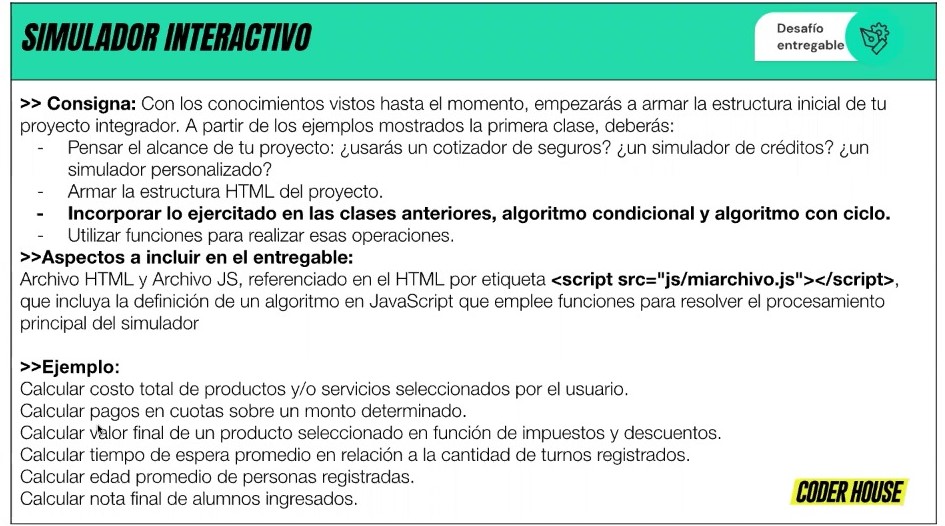 SIMULADOR INTERACTIVO
Desafío
entregable
>> Consigna: Con los conocimientos vistos hasta el momento, empezarás a armar la estructura inicial de tu
proyecto integrador. A partir de los ejemplos mostrados la primera clase, deberás:
- Pensar el alcance de tu proyecto: ¿usarás un cotizador de seguros? ¿un simulador de créditos? ¿un
simulador personalizado?
- Armar la estructura HTML del proyecto.
- Incorporar lo ejercitado en las clases anteriores, algoritmo condicional y algoritmo con ciclo.
- Utilizar funciones para realizar esas operaciones.
>>Aspectos a incluir en el entregable:
Archivo HTML y Archivo JS, referenciado en el HTML por etiqueta <script src="js/miarchivo.js"></script>,
que incluya la definición de un algoritmo en JavaScript que emplee funciones para resolver el procesamiento
principal del simulador
>>Ejemplo:
Calcular costo total de productos y/o servicios seleccionados por el usuario.
Calcular pagos en cuotas sobre un monto determinado.
Calcular valor final de un producto seleccionado en función de impuestos y descuentos.
Calcular tiempo de espera promedio en relación a la cantidad de turnos registrados.
Calcular edad promedio de personas registradas.
Calcular nota final de alumnos ingresados.
CODER HOUSE